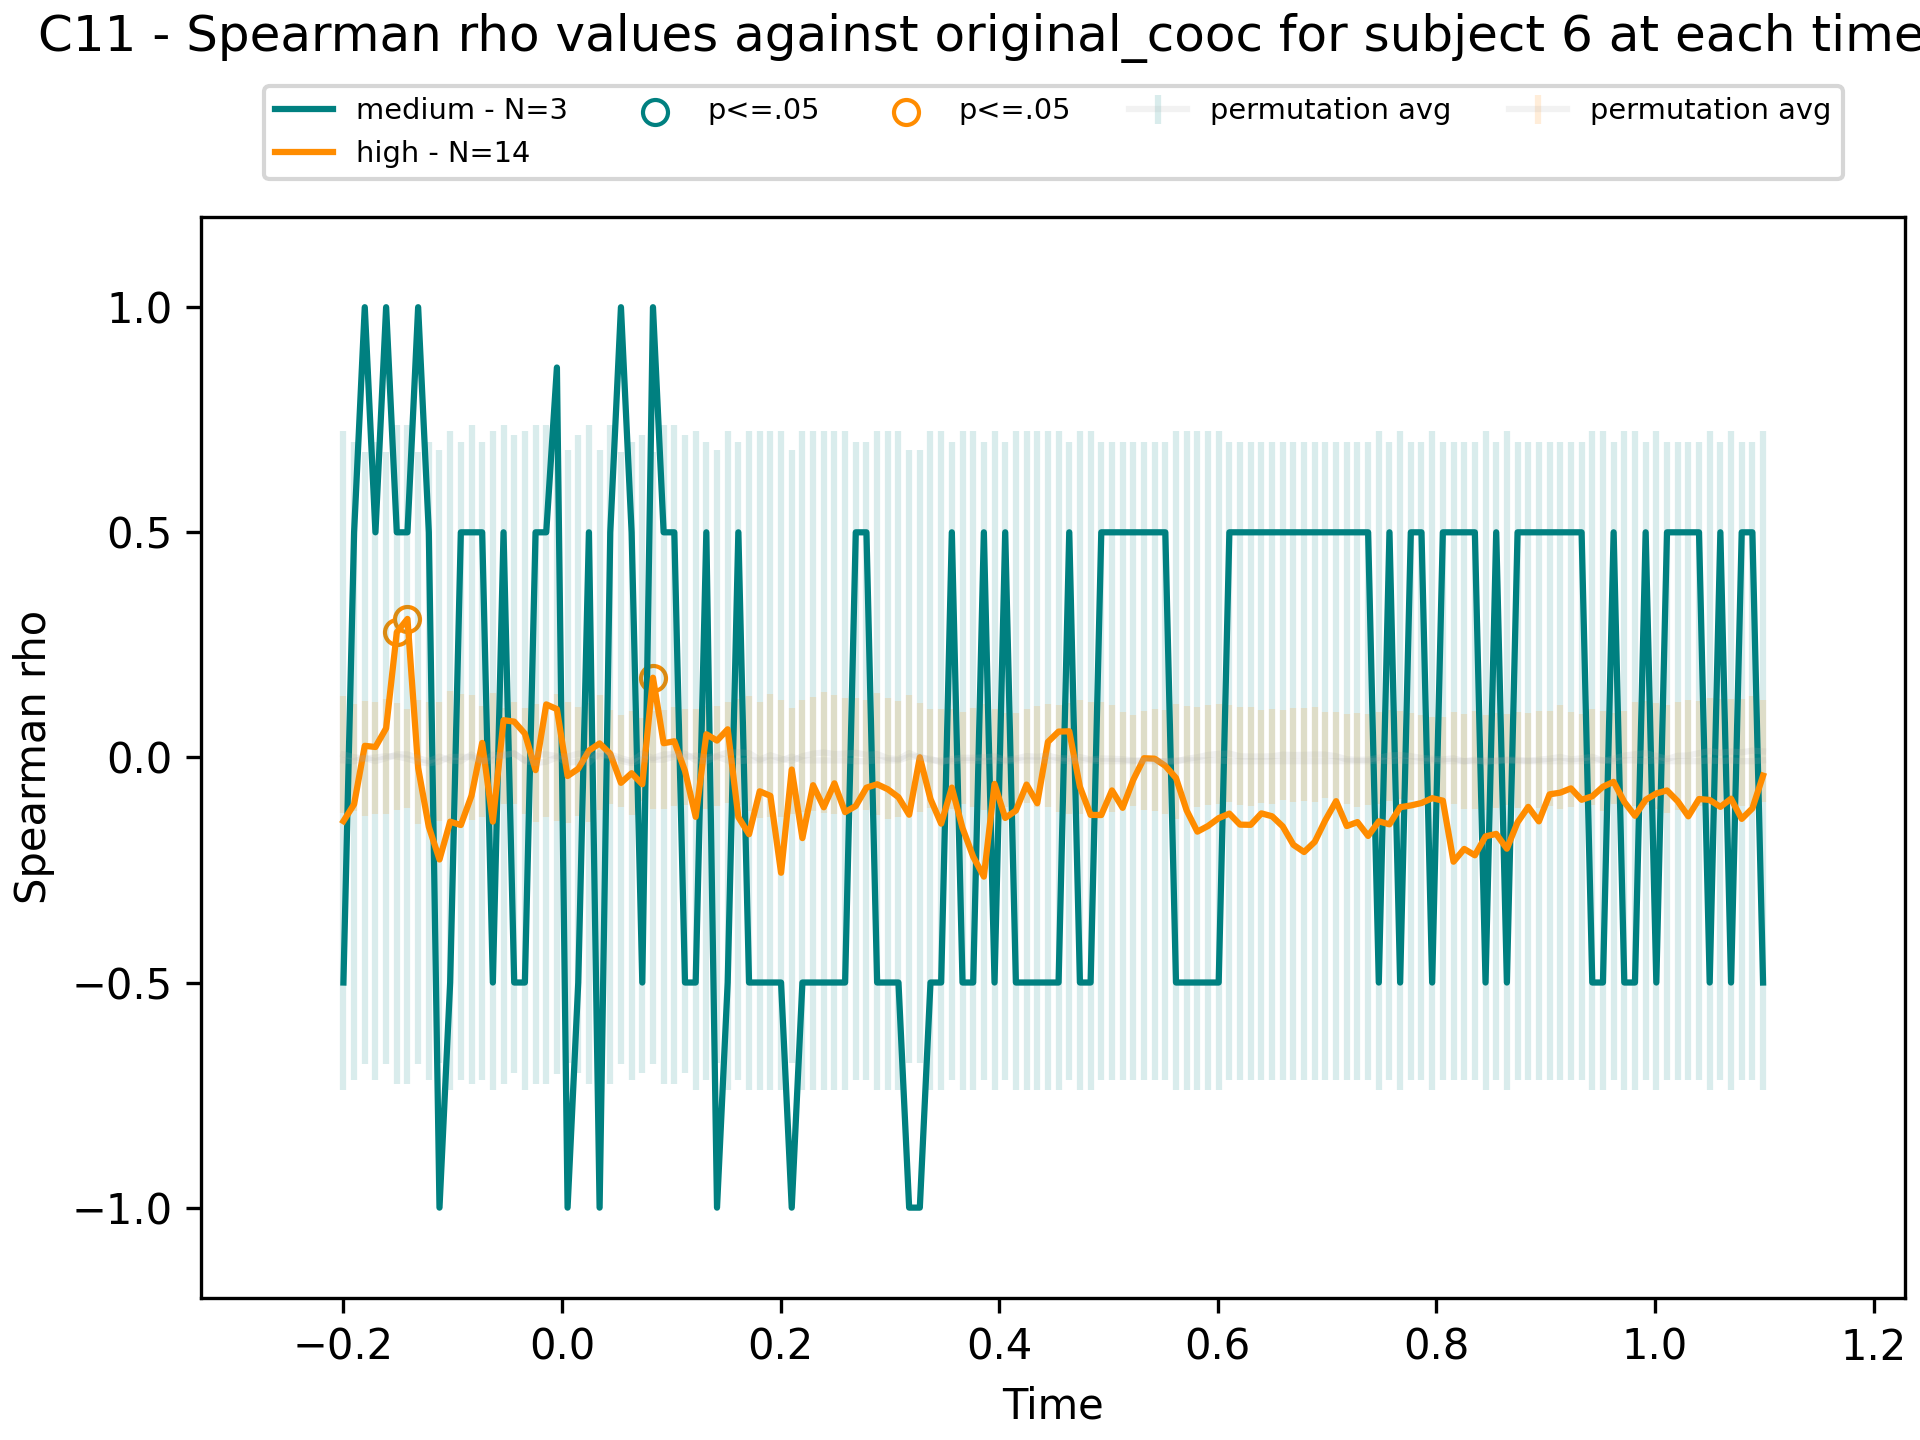 C11 - Spearman rho values against original_cooc for subject 6 at each time
medium - N=3
high - N=14
p<=.05
p<=.05
permutation avg
permutation avg
1.0
0.5
0.0
−0.5
−1.0
Spearman rho
−0.2 0.0 0.2 0.4 0.6 0.8 1.0 1.2
Time